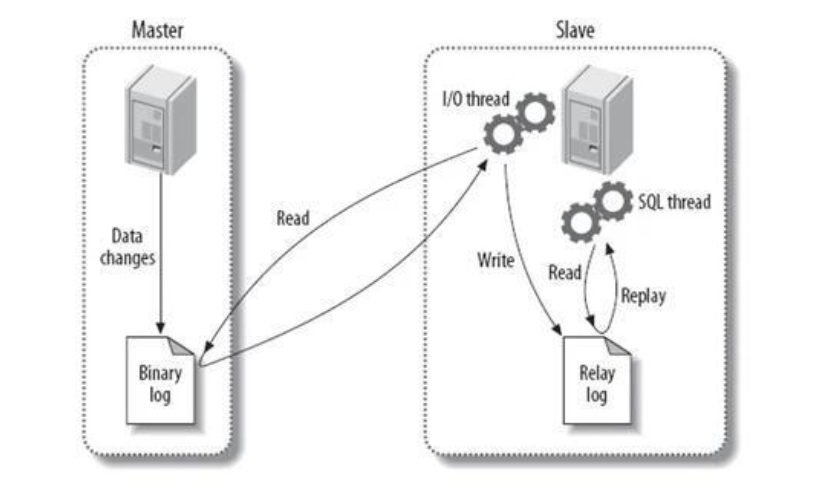 Master
Slave
I/O thread
SQL thread
Read
Data
changes
Write
Read
Replay
Binary
log
Relay
log